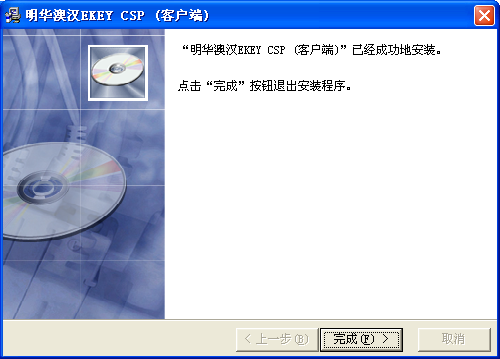 明华澳汉EKEY CSP (客户端)
“明华澳汉EKEY CSP (客户端)”已经成功地安装。
点击“完成”按钮退出安装程序。
< 上一步(B) 完成(F) > 取消